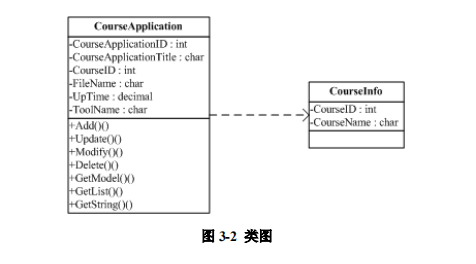 CourseApplication
-CourseApplicationID : int
-CourseApplicationTitle : char
-CourseID : int
-FileName : char
-UpTime : decimal
-ToolName : char
+Add()()
+Update()()
+Modify()()
+Delete()()
+GetModel()()
+GetList()()
+GetString()()
CourseInfo
-CourseID : int
-CourseName : char
图 3-2 类图